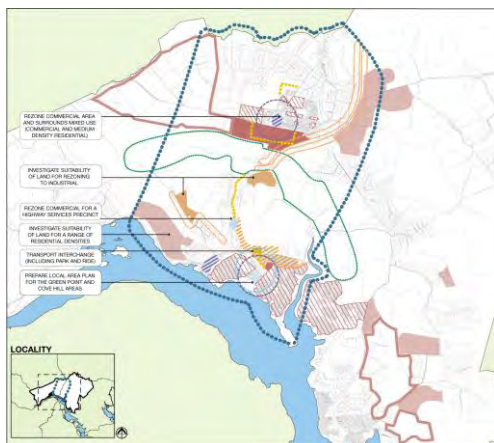 REZONE COMMERCIAL AREA
AND SURROUNDS MIXED USE
(COMMERCIAL AND MEDIUM
DENSITY RESIDENTIAL)
INVESTIGATE SUITABILITY
OF LAND FOR REZONING
TO INDUSTRIAL
REZONE COMMERCIAL FOR A
HIGHWAY SERVICES PRECINCT
INVESTIGATE SUITABILITY
OF LAND FOR A RANGE OF
RESIDENTIAL DENSITIES
TRANSPORT INTERCHANGE
(INCLUDING PARK AND RIDE)
PREPARE LOCAL AREA PLAN
FOR THE GREEN POINT AND
COVE HILL AREAS
LOCALITY